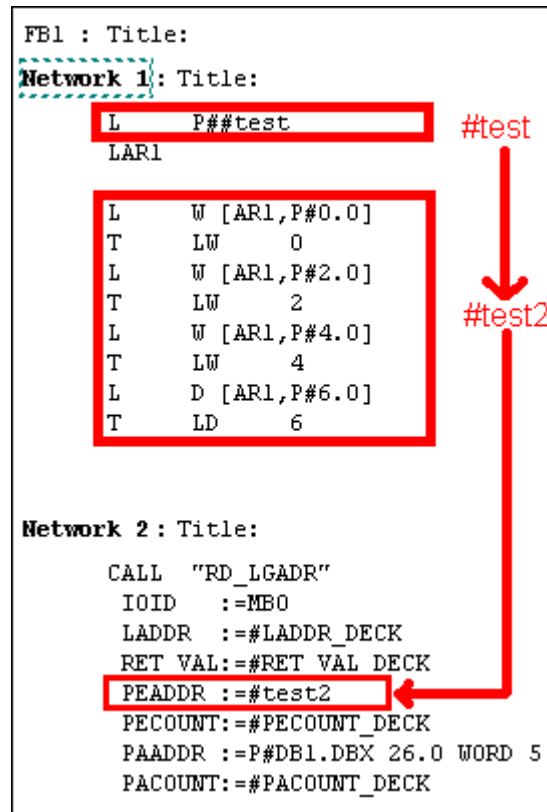 FB1 : Title:
Network 1: Title:
L P##test
#test
LAR1
L W [AR1,P#0.0]
T LW 0
L W [AR1,P#2.0]
T LW 2
#test2
L W [AR1,P#4.0]
T LW 4
L D [AR1,P#6.0]
T LD 6
Network 2 : Title:
CALL "RD_LGADR"
IOID :=MB0
LADDR :=#LADDR_DECK
RET_VAL:=#RET_VAL_DECK
PEADDR :=#test2
PECOUNT:=#PECOUNT_DECK
PAADDR :=P#DB1.DBX 26.0 WORD 5
PACOUNT:=#PACOUNT_DECK